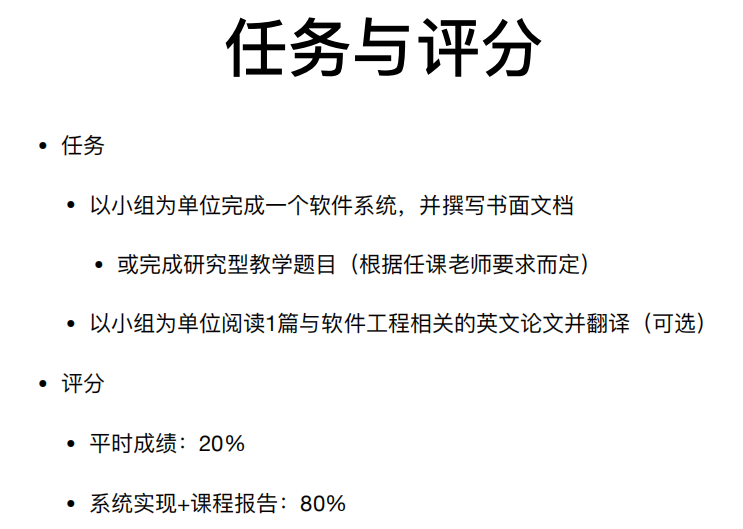 任务与评分
• 任务
• 以小组为单位完成一个软件系统，并撰写书面文档
• 或完成研究型教学题目（根据任课老师要求而定）
• 以小组为单位阅读1篇与软件工程相关的英文论文并翻译（可选）
• 评分
• 平时成绩：20%
• 系统实现+课程报告：80%